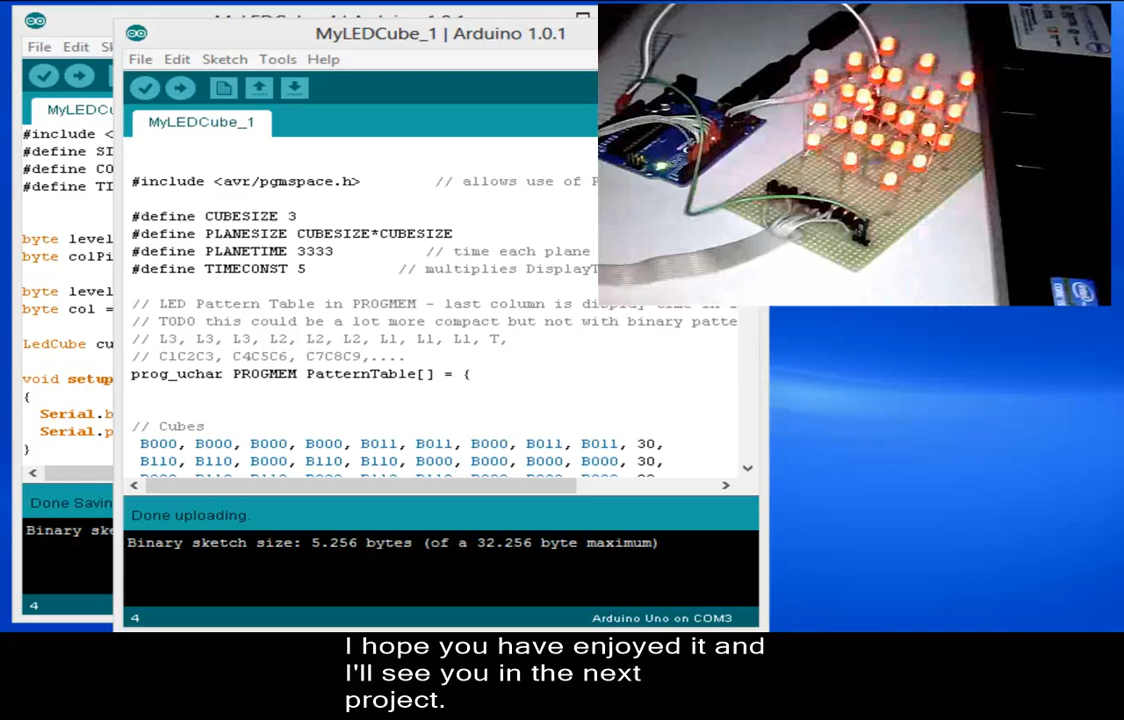 File Edit Sk
MyLEDCu
#include <
#define SI
#define CO
#define TI
byte level
byte colPi
byte level
byte col =
LedCube cu
void setup
{
Serial.b
Serial.p
}
Done Savin
Binary ske
4
MyLEDCube_1 | Arduino 1.0.1
File Edit Sketch Tools Help
MyLEDCube_1
#include <avr/pgmspace.h> // allows use of P
#define CUBESIZE 3
#define PLANESIZE CUBESIZE*CUBESIZE
#define PLANETIME 3333 // time each plane
#define TIMECONST 5 // multiplies DisplayT
// LED Pattern Table in PROGMEM - last column is display time in
// TODO this could be a lot more compact but not with binary patte
// L3, L3, L3, L2, L2, L2, L1, L1, L1, T,
// C1C2C3, C4C5C6, C7C8C9,....
prog_uchar PROGMEM PatternTable[] = {
// Cubes
B000, B000, B000, B000, B011, B011, B000, B011, B011, 30,
B110, B110, B000, B110, B110, B000, B000, B000, B000, 30,
Done uploading.
Binary sketch size: 5.256 bytes (of a 32.256 byte maximum)
4 Arduino Uno on COM3
I hope you have enjoyed it and
I'll see you in the next
project.